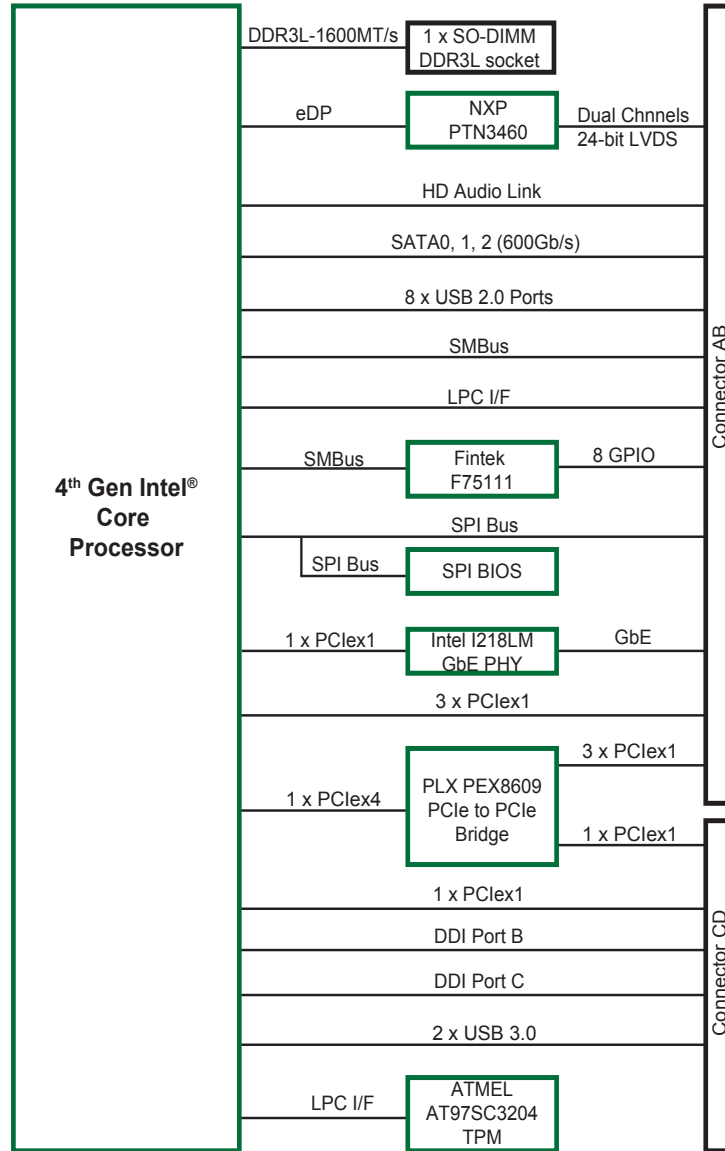 DDR3L-1600MT/s
1 x SO-DIMM
DDR3L socket
eDP
NXP
PTN3460
Dual Chnnels
24-bit LVDS
HD Audio Link
SATA0, 1, 2 (600Gb/s)
8 x USB 2.0 Ports
SMBus
LPC I/F
Connector AB
SMBus
Fintek
F75111
8 GPIO
4th Gen Intel®
Core
Processor
SPI Bus
SPI Bus
SPI BIOS
1 x PCIex1
Intel I218LM
GbE PHY
GbE
3 x PCIex1
3 x PCIex1
1 x PCIex4
PLX PEX8609
PCIe to PCIe
Bridge
1 x PCIex1
1 x PCIex1
DDI Port B
DDI Port C
Connector CD
2 x USB 3.0
LPC I/F
ATMEL
AT97SC3204
TPM